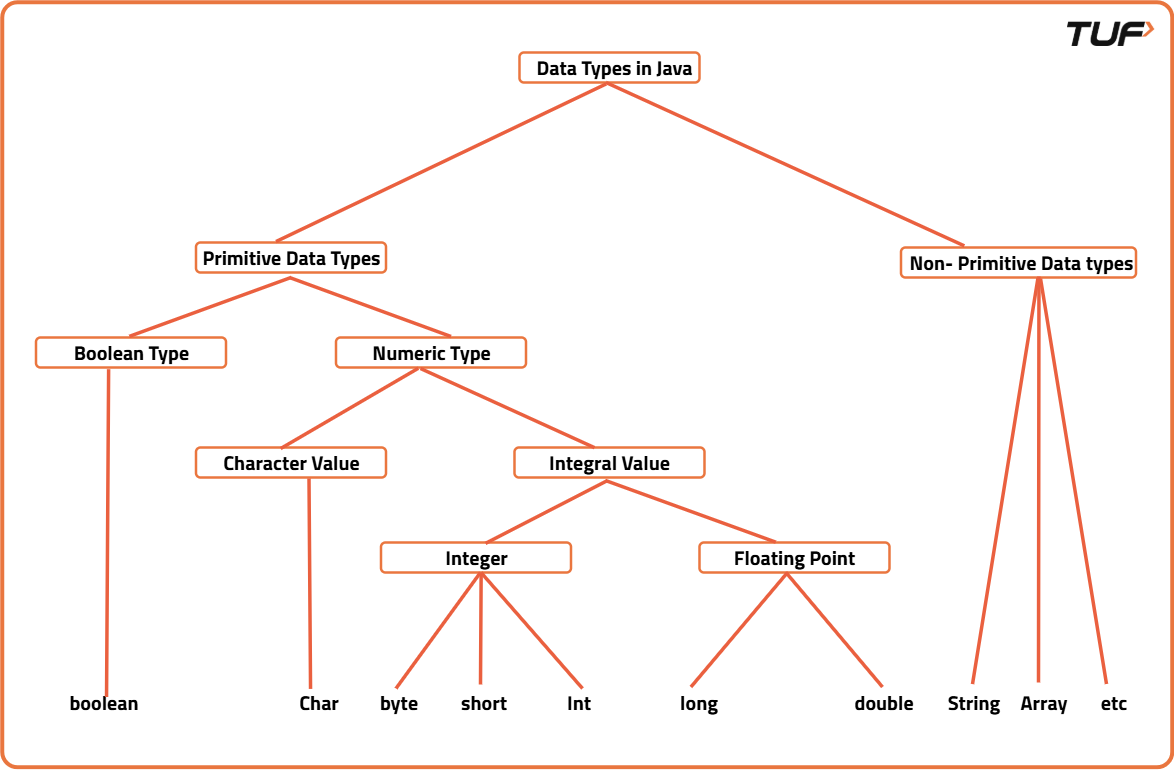 TUF
Data Types in Java
Primitive Data Types
Non- Primitive Data types
Boolean Type
Numeric Type
Character Value
Integral Value
Integer
Floating Point
boolean
Char
byte
short
Int
long
double
String
Array
etc